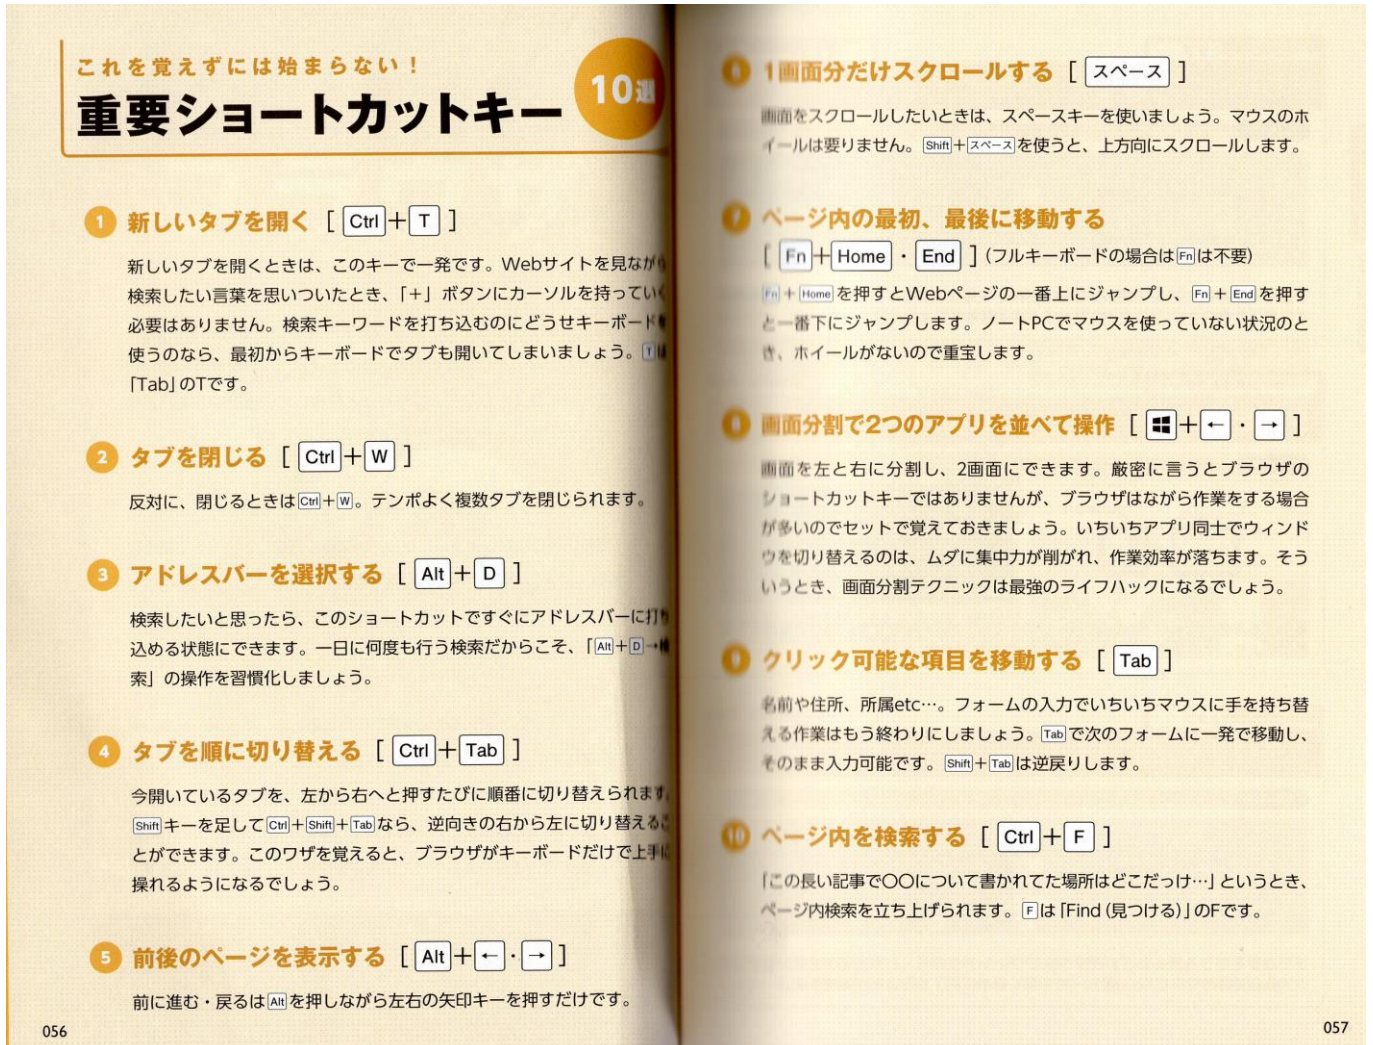 これを覚えずには始まらない！
重要ショートカットキー
10選
1 新しいタブを開く［Ctrl＋T］
新しいタブを開くときは、このキーで一発です。Webサイトを見ながら
検索したい言葉を思いついたとき、「＋」ボタンにカーソルを持っていく
必要はありません。検索キーワードを打ち込むのにどうせキーボードを
使うのなら、最初からキーボードでタブも開いてしまいましょう。Tは
「Tab」のTです。
2 タブを閉じる［Ctrl＋W］
反対に、閉じるときはCtrl＋W。テンポよく複数タブを閉じられます。
3 アドレスバーを選択する［Alt＋D］
検索したいと思ったら、このショートカットですぐにアドレスバーに打ち
込める状態にできます。一日に何度も行う検索だからこそ、「Alt＋D→検
索」の操作を習慣化しましょう。
4 タブを順に切り替える［Ctrl＋Tab］
今開いているタブを、左から右へと押すたびに順番に切り替えられます。
Shiftキーを足してCtrl＋Shift＋Tabなら、逆向きの右から左に切り替えるこ
とができます。このワザを覚えると、ブラウザがキーボードだけで上手に
操れるようになるでしょう。
5 前後のページを表示する［Alt＋←・→］
前に進む・戻るはAltを押しながら左右の矢印キーを押すだけです。
056
6 1画面分だけスクロールする［スペース］
画面をスクロールしたいときは、スペースキーを使いましょう。マウスのホ
イールは要りません。Shift＋スペースを使うと、上方向にスクロールします。
7 ページ内の最初、最後に移動する
［Fn＋Home・End］（フルキーボードの場合はFnは不要）
Fn＋Homeを押すとWebページの一番上にジャンプし、Fn＋Endを押す
と一番下にジャンプします。ノートPCでマウスを使っていない状況のと
き、ホイールがないので重宝します。
8 画面分割で2つのアプリを並べて操作［⊞＋←・→］
画面を左と右に分割し、2画面にできます。厳密に言うとブラウザの
ショートカットキーではありませんが、ブラウザはながら作業をする場合
が多いのでセットで覚えておきましょう。いちいちアプリ同士でウィンド
ウを切り替えるのは、ムダに集中力が削がれ、作業効率が落ちます。そう
いうとき、画面分割テクニックは最強のライフハックになるでしょう。
9 クリック可能な項目を移動する［Tab］
名前や住所、所属etc…。フォームの入力でいちいちマウスに手を持ち替
える作業はもう終わりにしましょう。Tabで次のフォームに一発で移動し、
そのまま入力可能です。Shift＋Tabは逆戻りします。
10 ページ内を検索する［Ctrl＋F］
「この長い記事で〇〇について書かれてた場所はどこだっけ…」というとき、
ページ内検索を立ち上げられます。Fは「Find（見つける）」のFです。
057